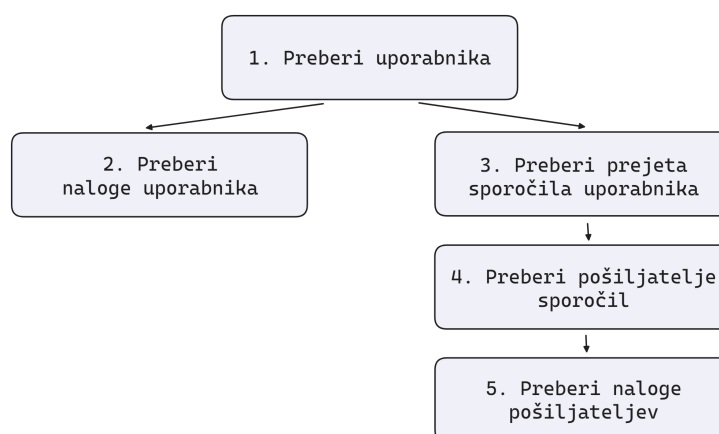 1. Preberi uporabnika
2. Preberi
naloge uporabnika
3. Preberi prejeta
sporočila uporabnika
4. Preberi pošiljatelje
sporočil
5. Preberi naloge
pošiljateljev